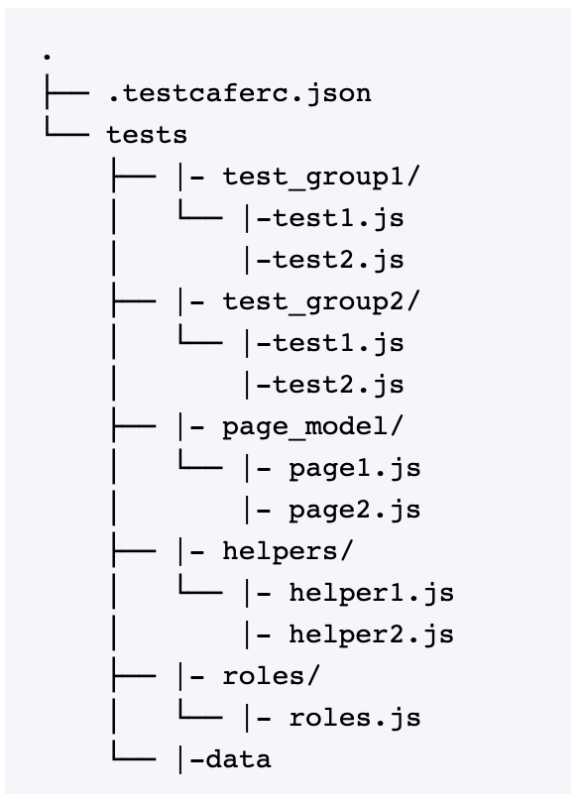 .
├── .testcaferc.json
└── tests
    ├── |- test_group1/
    │   └── |-test1.js
    │       |-test2.js
    ├── |- test_group2/
    │   └── |-test1.js
    │       |-test2.js
    ├── |- page_model/
    │   └── |- page1.js
    │       |- page2.js
    ├── |- helpers/
    │   └── |- helper1.js
    │       |- helper2.js
    ├── |- roles/
    │   └── |- roles.js
    └── |-data